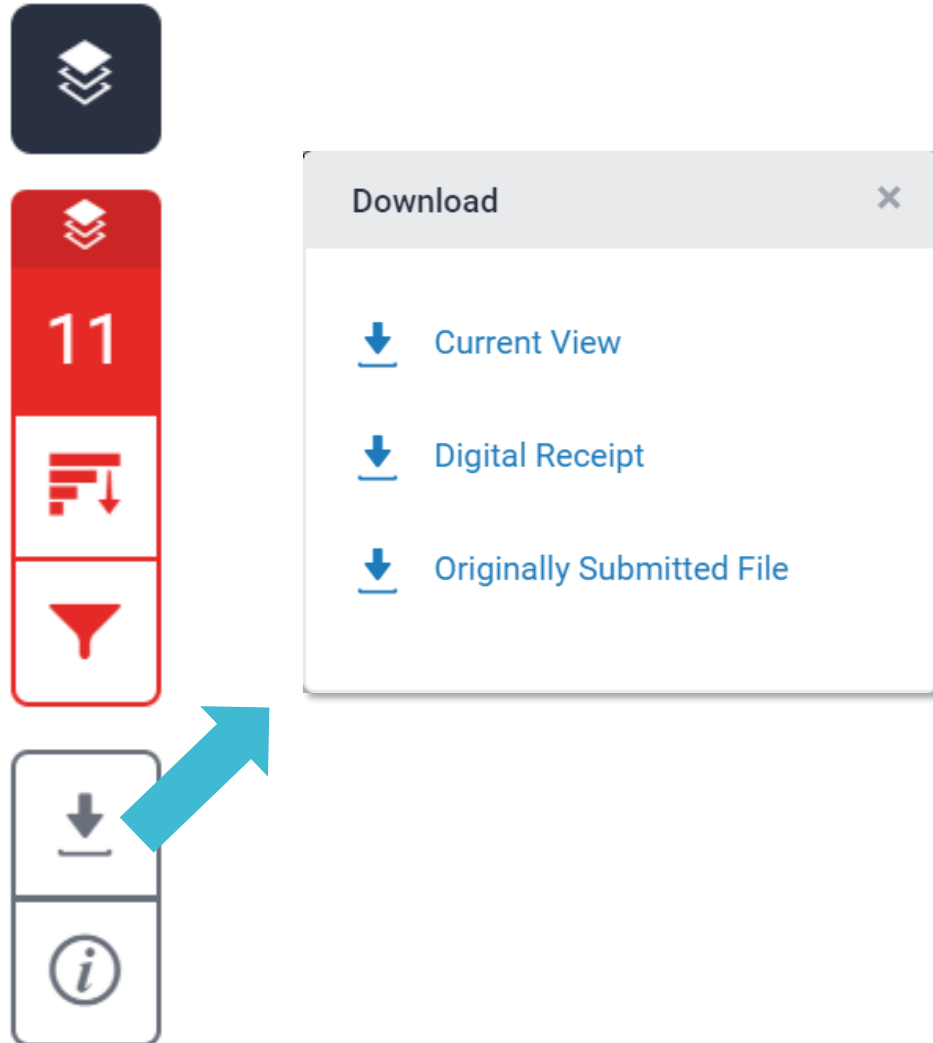 11
Download
Current View
Digital Receipt
Originally Submitted File